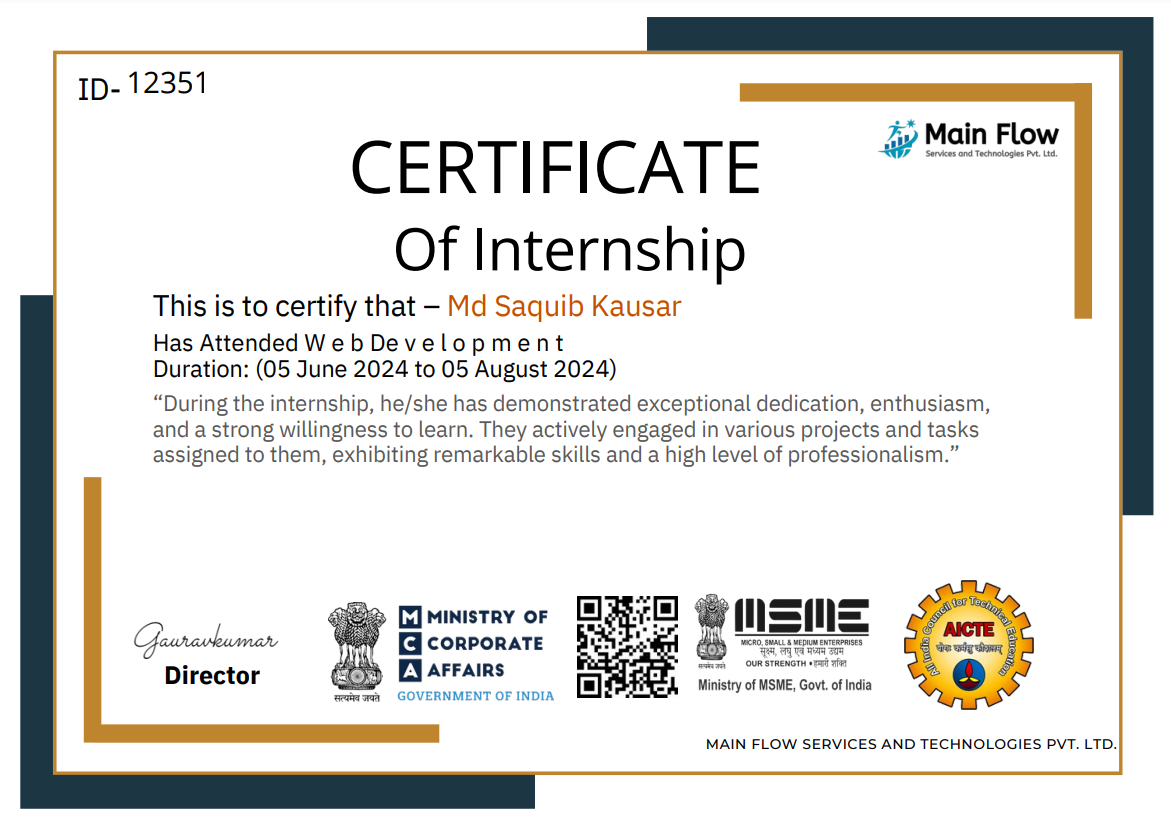 ID- 12351
Main Flow
Services and Technologies Pvt. Ltd.
CERTIFICATE
Of Internship
This is to certify that – Md Saquib Kausar
Has Attended W e b De v e l o p m e n t
Duration: (05 June 2024 to 05 August 2024)
“During the internship, he/she has demonstrated exceptional dedication, enthusiasm,
and a strong willingness to learn. They actively engaged in various projects and tasks
assigned to them, exhibiting remarkable skills and a high level of professionalism.”
Gauravkumar
Director
सत्यमेव जयते
M MINISTRY OF
C CORPORATE
A AFFAIRS
GOVERNMENT OF INDIA
सत्यमेव जयते
MSME
MICRO, SMALL & MEDIUM ENTERPRISES
सूक्ष्म, लघु एवं मध्यम उद्यम
OUR STRENGTH • हमारी शक्ति
Ministry of MSME, Govt. of India
All India Council for Technical Education
AICTE
योगः कर्मसु कौशलम्
MAIN FLOW SERVICES AND TECHNOLOGIES PVT. LTD.